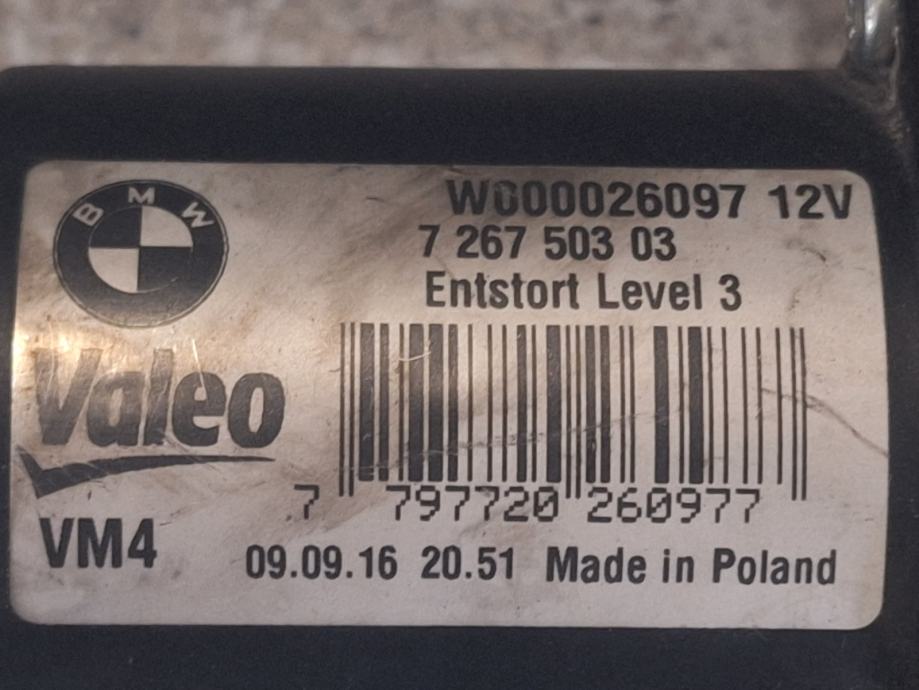 BMW
W000026097 12V
7 267 503 03
Entstort Level 3
Valeo
7 797720 260977
VM4
09.09.16 20.51 Made in Poland